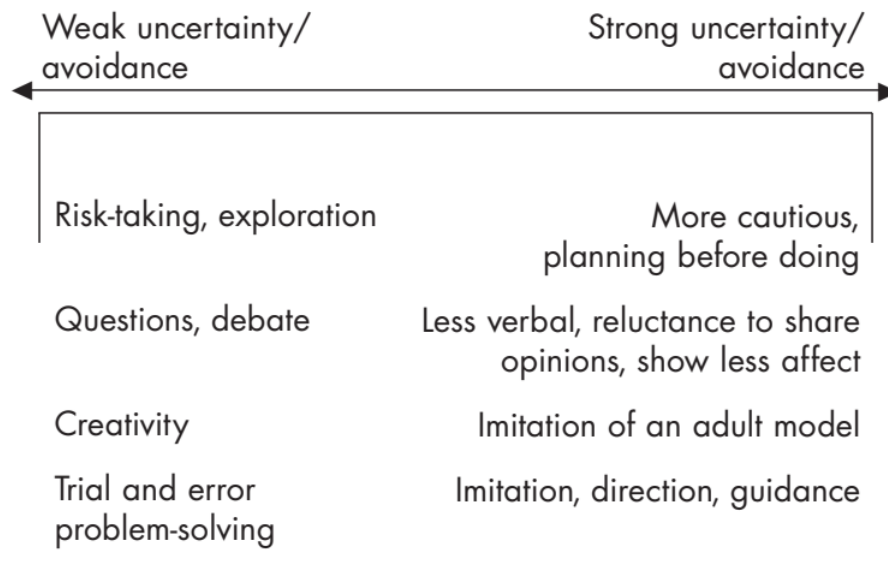 Weak uncertainty/
avoidance
Strong uncertainty/
avoidance
Risk-taking, exploration
More cautious,
planning before doing
Questions, debate
Less verbal, reluctance to share
opinions, show less affect
Creativity
Imitation of an adult model
Trial and error
problem-solving
Imitation, direction, guidance